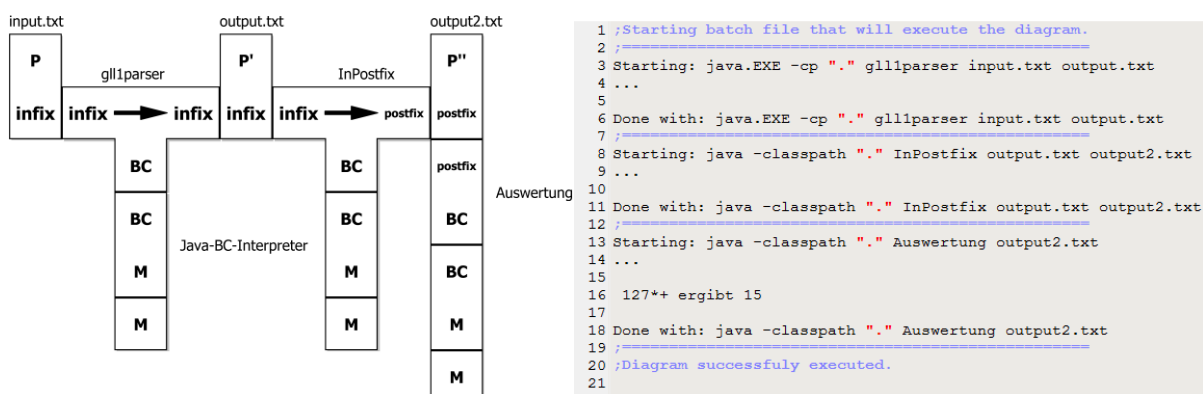 input.txt output.txt output2.txt
P P' P''
gll1parser InPostfix
infix infix infix infix infix postfix postfix
BC BC postfix
Auswertung
BC BC BC
Java-BC-Interpreter
M M BC
M M M
M
1 ;Starting batch file that will execute the diagram.
2 ;==================================================
3 Starting: java.EXE -cp "." gll1parser input.txt output.txt
4 ...
5
6 Done with: java.EXE -cp "." gll1parser input.txt output.txt
7 ;==================================================
8 Starting: java -classpath "." InPostfix output.txt output2.txt
9 ...
10
11 Done with: java -classpath "." InPostfix output.txt output2.txt
12 ;==================================================
13 Starting: java -classpath "." Auswertung output2.txt
14 ...
15
16 127*+ ergibt 15
17
18 Done with: java -classpath "." Auswertung output2.txt
19 ;==================================================
20 ;Diagram successfuly executed.
21